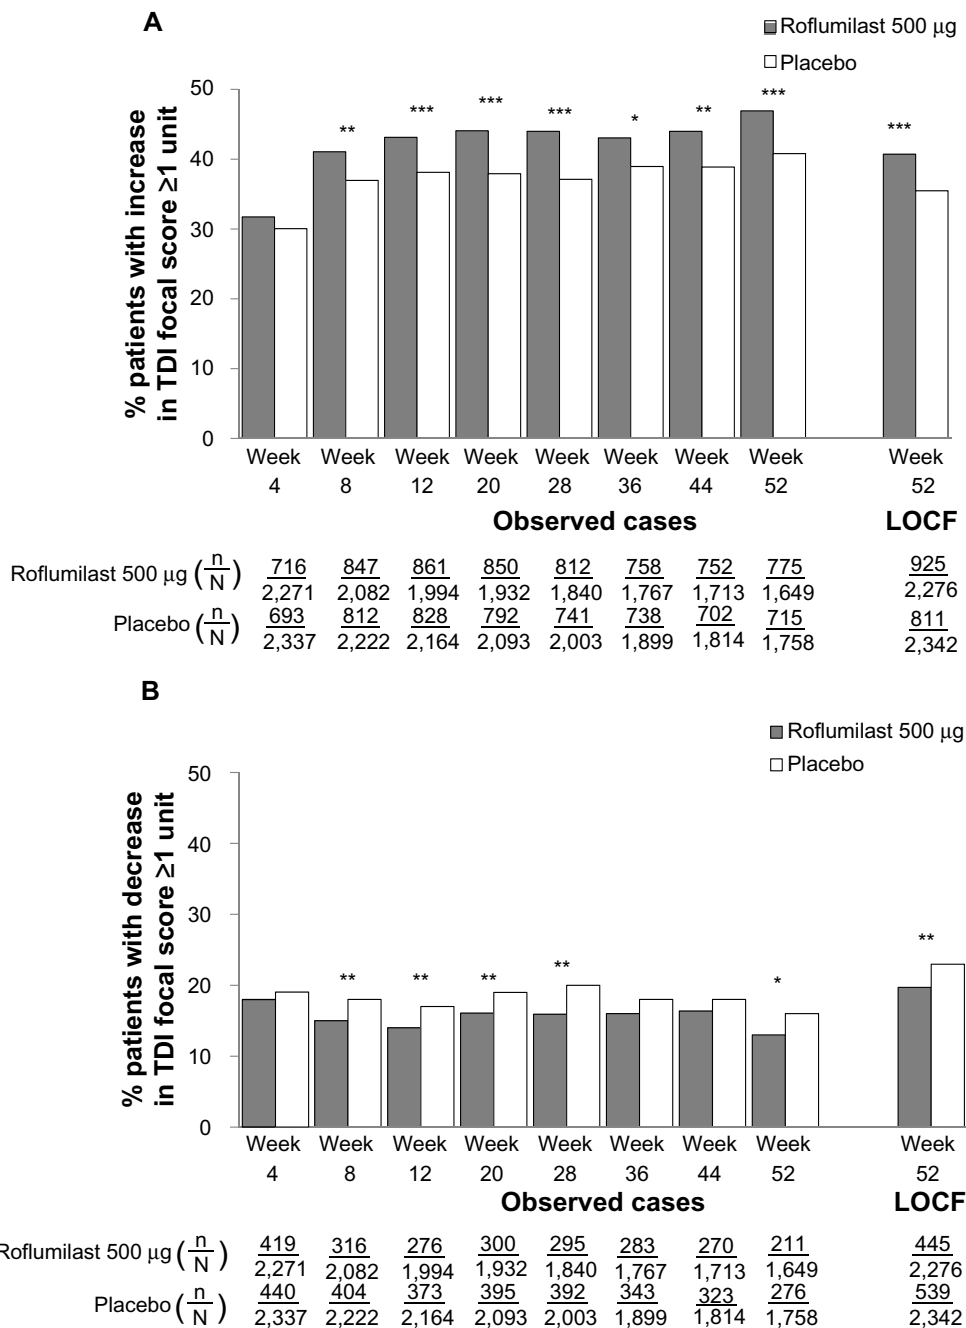 A
Roflumilast 500 µg
Placebo
% patients with increase
in TDI focal score ≥1 unit
50
40
30
20
10
0
** *** *** *** * ** *** ***
Week Week Week Week Week Week Week Week Week
4 8 12 20 28 36 44 52 52
Observed cases LOCF
Roflumilast 500 µg (n/N) 716/2,271 847/2,082 861/1,994 850/1,932 812/1,840 758/1,767 752/1,713 775/1,649 925/2,276
Placebo (n/N) 693/2,337 812/2,222 828/2,164 792/2,093 741/2,003 738/1,899 702/1,814 715/1,758 811/2,342
B
Roflumilast 500 µg
Placebo
% patients with decrease
in TDI focal score ≥1 unit
50
40
30
20
10
0
** ** ** ** * **
Week Week Week Week Week Week Week Week Week
4 8 12 20 28 36 44 52 52
Observed cases LOCF
Roflumilast 500 µg (n/N) 419/2,271 316/2,082 276/1,994 300/1,932 295/1,840 283/1,767 270/1,713 211/1,649 445/2,276
Placebo (n/N) 440/2,337 404/2,222 373/2,164 395/2,093 392/2,003 343/1,899 323/1,814 276/1,758 539/2,342